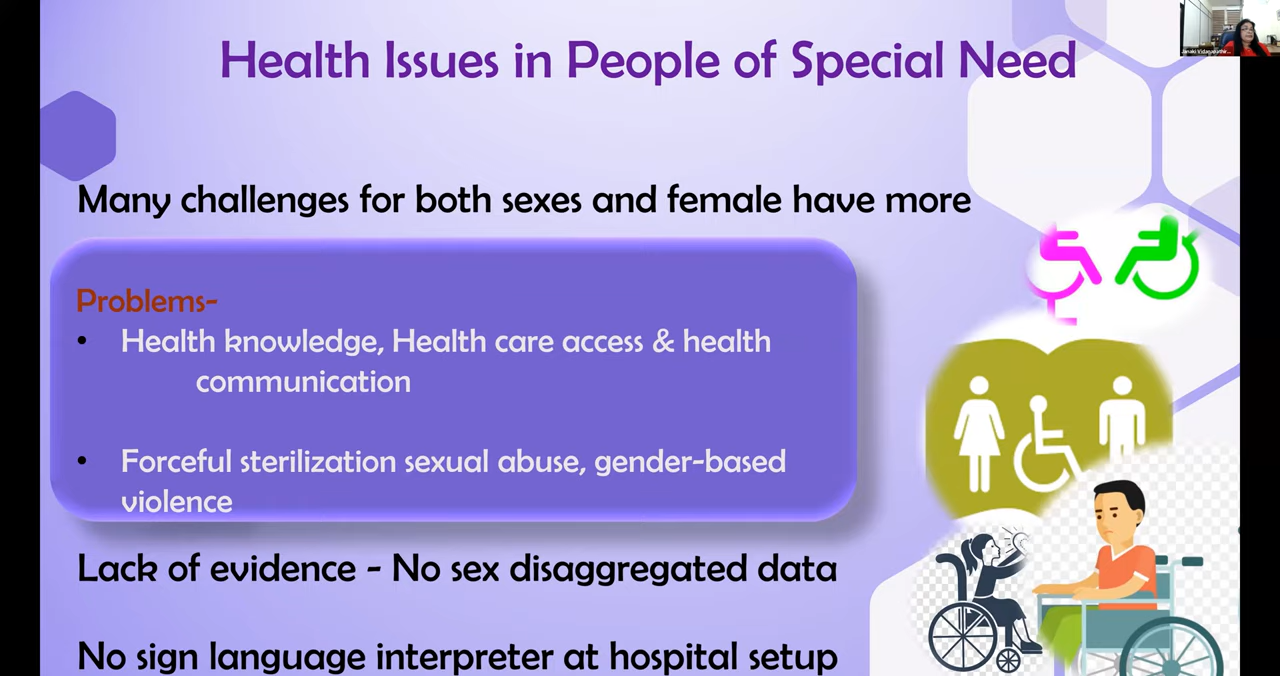 Health Issues in People of Special Need
Many challenges for both sexes and female have more
Problems-
• Health knowledge, Health care access & health
communication
• Forceful sterilization sexual abuse, gender-based
violence
Lack of evidence - No sex disaggregated data
No sign language interpreter at hospital setup
Janaki